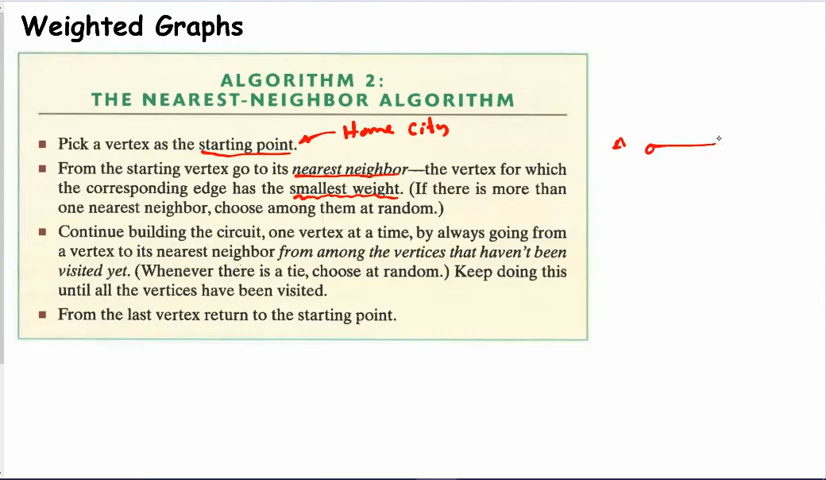 Weighted Graphs
ALGORITHM 2:
THE NEAREST-NEIGHBOR ALGORITHM
Pick a vertex as the starting point. Home City
From the starting vertex go to its nearest neighbor—the vertex for which
the corresponding edge has the smallest weight. (If there is more than
one nearest neighbor, choose among them at random.)
Continue building the circuit, one vertex at a time, by always going from
a vertex to its nearest neighbor from among the vertices that haven't been
visited yet. (Whenever there is a tie, choose at random.) Keep doing this
until all the vertices have been visited.
From the last vertex return to the starting point.